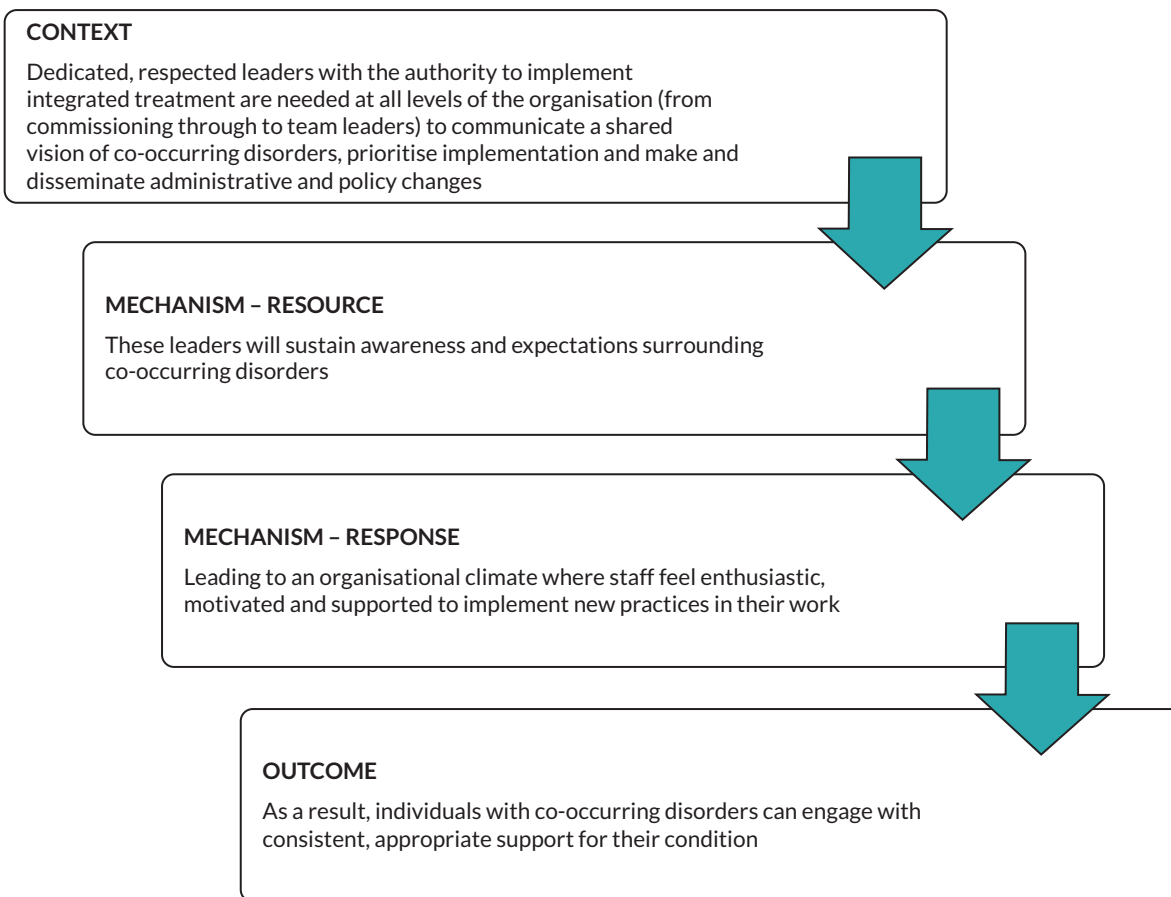 CONTEXT
Dedicated, respected leaders with the authority to implement
integrated treatment are needed at all levels of the organisation (from
commissioning through to team leaders) to communicate a shared
vision of co-occurring disorders, prioritise implementation and make and
disseminate administrative and policy changes
MECHANISM – RESOURCE
These leaders will sustain awareness and expectations surrounding
co-occurring disorders
MECHANISM – RESPONSE
Leading to an organisational climate where staff feel enthusiastic,
motivated and supported to implement new practices in their work
OUTCOME
As a result, individuals with co-occurring disorders can engage with
consistent, appropriate support for their condition